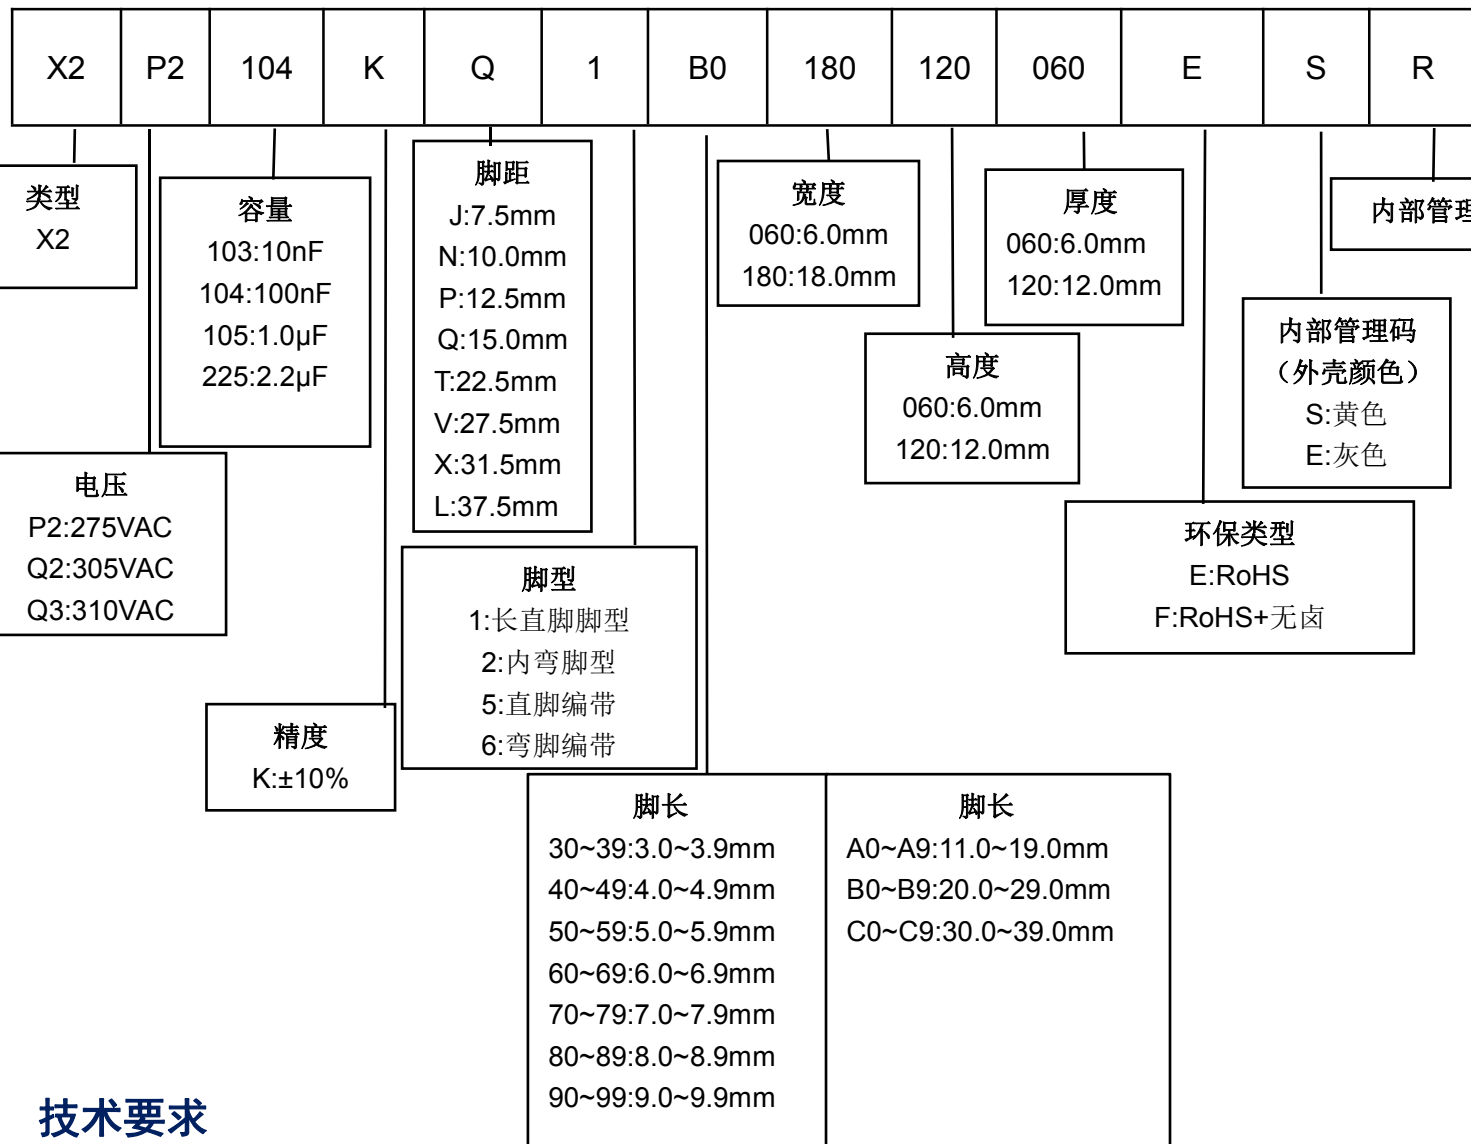 X2 P2 104 K Q 1 B0 180 120 060 E S R
类型
X2
容量
103:10nF
104:100nF
105:1.0μF
225:2.2μF
脚距
J:7.5mm
N:10.0mm
P:12.5mm
Q:15.0mm
T:22.5mm
V:27.5mm
X:31.5mm
L:37.5mm
宽度
060:6.0mm
180:18.0mm
厚度
060:6.0mm
120:12.0mm
内部管理
高度
060:6.0mm
120:12.0mm
内部管理码
（外壳颜色）
S:黄色
E:灰色
电压
P2:275VAC
Q2:305VAC
Q3:310VAC
环保类型
E:RoHS
F:RoHS+无卤
脚型
1:长直脚脚型
2:内弯脚型
5:直脚编带
6:弯脚编带
精度
K:±10%
脚长
30~39:3.0~3.9mm
40~49:4.0~4.9mm
50~59:5.0~5.9mm
60~69:6.0~6.9mm
70~79:7.0~7.9mm
80~89:8.0~8.9mm
90~99:9.0~9.9mm
脚长
A0~A9:11.0~19.0mm
B0~B9:20.0~29.0mm
C0~C9:30.0~39.0mm
技术要求